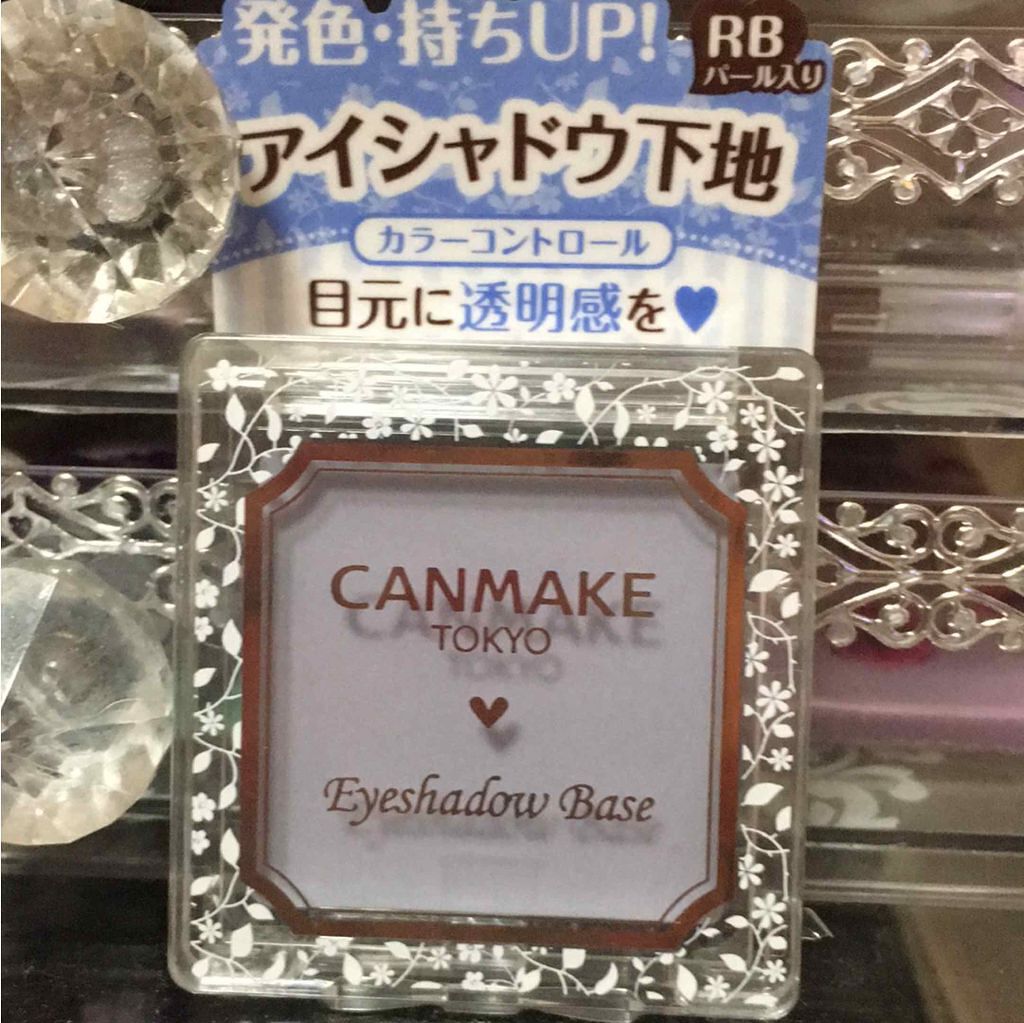 発色・持ちUP!
RB
パール入り
アイシャドウ下地
カラーコントロール
目元に透明感を♥
CANMAKE
TOKYO
Eyeshadow Base